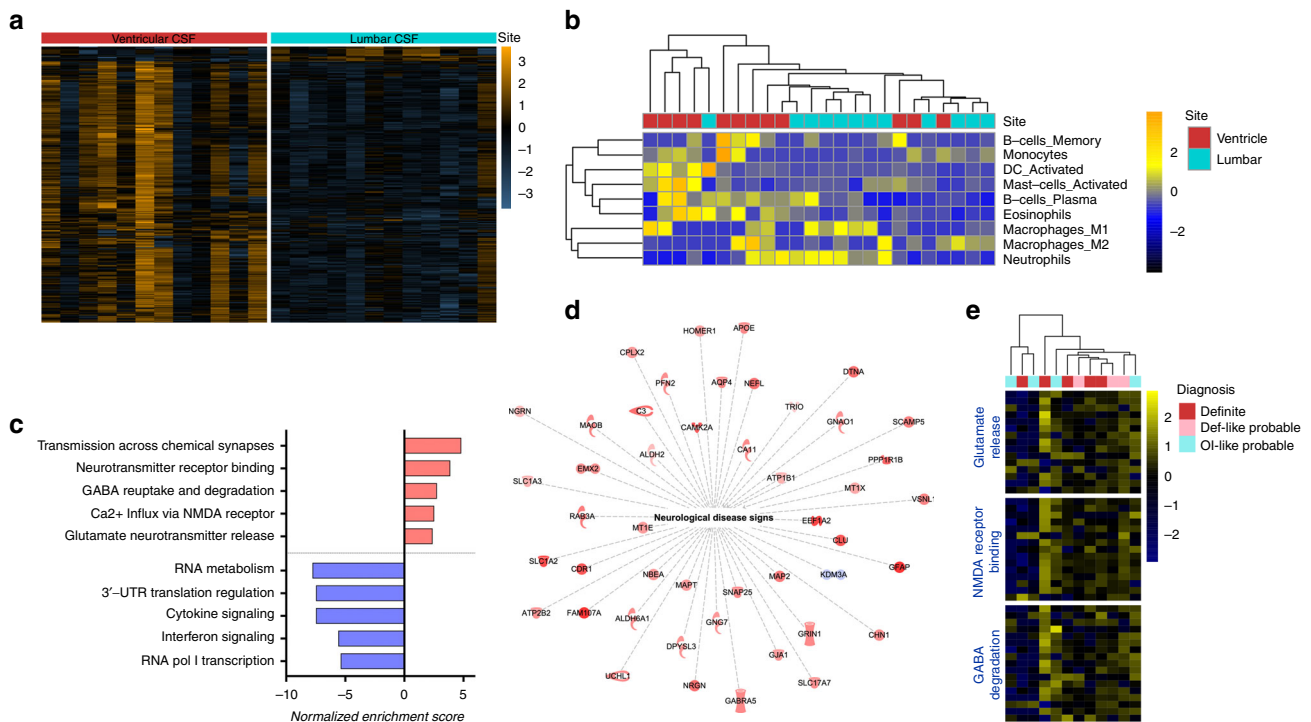 a
Ventricular CSF
Lumbar CSF
Site
3
2
1
0
−1
−2
−3
b
Site
B−cells_Memory
Monocytes
DC_Activated
Mast−cells_Activated
B−cells_Plasma
Eosinophils
Macrophages_M1
Macrophages_M2
Neutrophils
2
0
−2
Site
Ventricle
Lumbar
c
Transmission across chemical synapses
Neurotransmitter receptor binding
GABA reuptake and degradation
Ca2+ Influx via NMDA receptor
Glutamate neurotransmitter release
RNA metabolism
3′−UTR translation regulation
Cytokine signaling
Interferon signaling
RNA pol I transcription
−10
−5
0
5
Normalized enrichment score
d
HOMER1
APOE
CPLX2
PFN2
AQP4
NEFL
DTNA
NGRN
C3
TRIO
MAOB
CAMK2A
GNAO1
SCAMP5
ALDH2
CA11
EMX2
PPP1R1B
SLC1A3
ATP1B1
MT1X
VSNL1
RAB3A
Neurological disease signs
MT1E
EEF1A2
CLU
SLC1A2
CDR1
NBEA
MAPT
MAP2
KDM3A
GFAP
SNAP25
ATP2B2
FAM107A
ALDH6A1
GNG7
GRIN1
CHN1
DPYSL3
GJA1
UCHL1
NRGN
SLC17A7
GABRA5
e
Glutamate
release
NMDA receptor
binding
GABA
degradation
Diagnosis
Definite
Def-like probable
OI-like probable
2
1
0
−1
−2